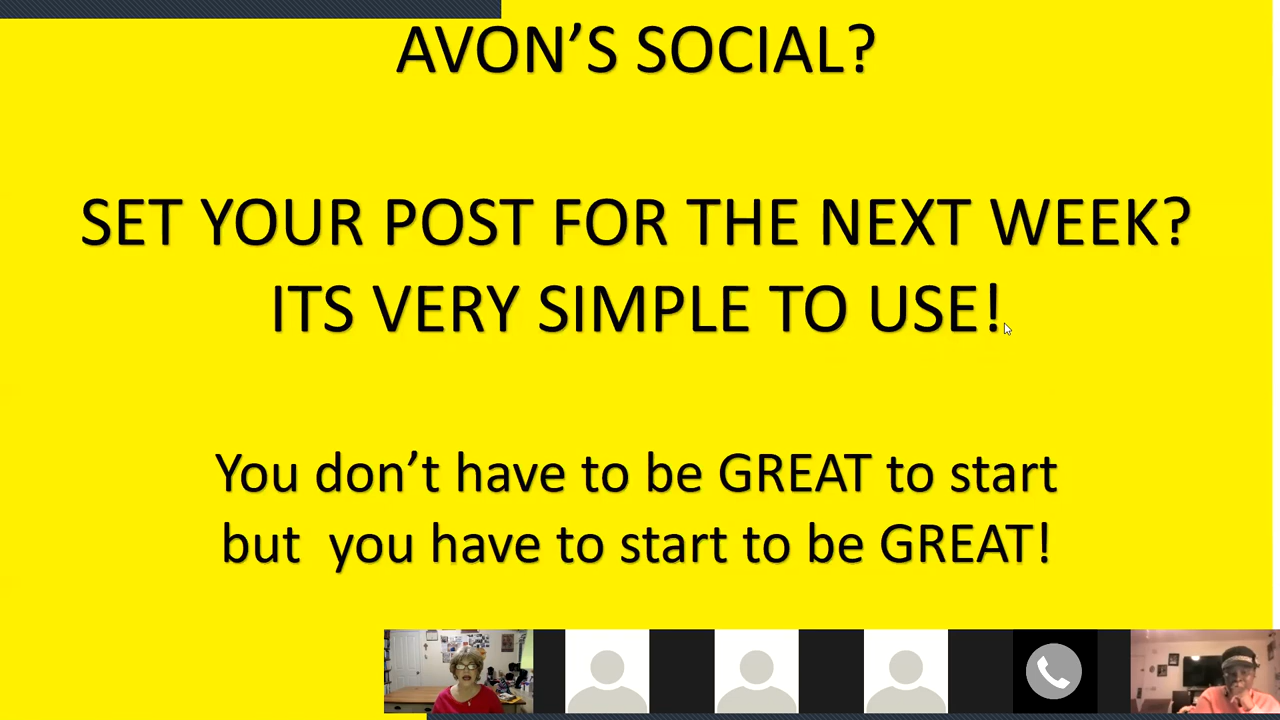 AVON’S SOCIAL?
SET YOUR POST FOR THE NEXT WEEK?
ITS VERY SIMPLE TO USE!
You don’t have to be GREAT to start
but  you have to start to be GREAT!